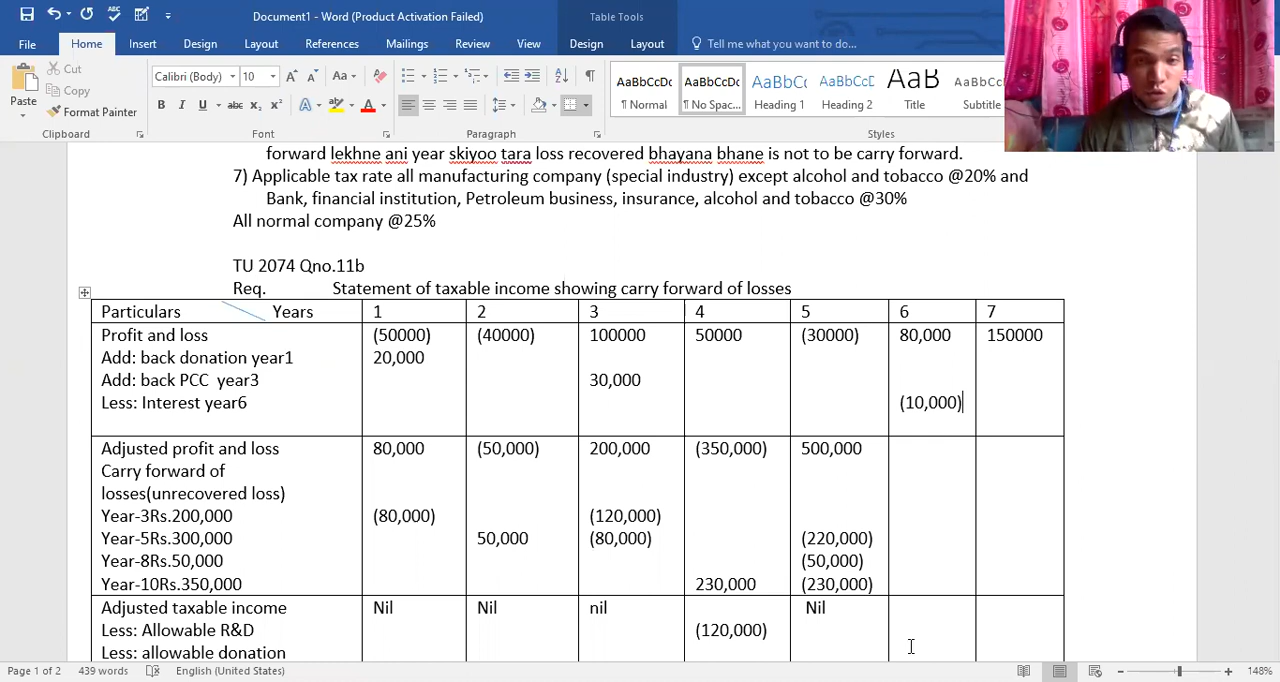 Document1 - Word (Product Activation Failed)
Table Tools
File Home Insert Design Layout References Mailings Review View Design Layout Tell me what you want to do...
Paste
Cut
Copy
Format Painter
Calibri (Body) 10
AaBbCcDc AaBbCcDc AaBbCc AaBbCcD AaB AaBbCcD
¶ Normal ¶ No Spac... Heading 1 Heading 2 Title Subtitle
Clipboard Font Paragraph Styles
forward lekhne ani year skiyoo tara loss recovered bhayana bhane is not to be carry forward.
7) Applicable tax rate all manufacturing company (special industry) except alcohol and tobacco @20% and
Bank, financial institution, Petroleum business, insurance, alcohol and tobacco @30%
All normal company @25%
TU 2074 Qno.11b
Req. Statement of taxable income showing carry forward of losses
Particulars Years 1 2 3 4 5 6 7
Profit and loss (50000) (40000) 100000 50000 (30000) 80,000 150000
Add: back donation year1 20,000
Add: back PCC year3 30,000
Less: Interest year6 (10,000)
Adjusted profit and loss 80,000 (50,000) 200,000 (350,000) 500,000
Carry forward of
losses(unrecovered loss)
Year-3Rs.200,000 (80,000) (120,000)
Year-5Rs.300,000 50,000 (80,000) (220,000)
Year-8Rs.50,000 (50,000)
Year-10Rs.350,000 230,000 (230,000)
Adjusted taxable income Nil Nil nil Nil
Less: Allowable R&D (120,000)
Less: allowable donation
Page 1 of 2 439 words English (United States) 148%